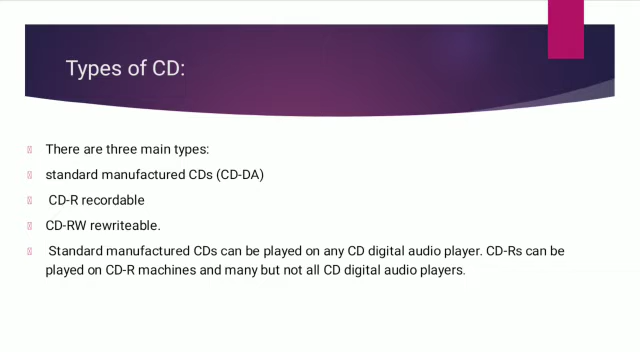 Types of CD:
There are three main types:
standard manufactured CDs (CD-DA)
CD-R recordable
CD-RW rewriteable.
Standard manufactured CDs can be played on any CD digital audio player. CD-Rs can be
played on CD-R machines and many but not all CD digital audio players.